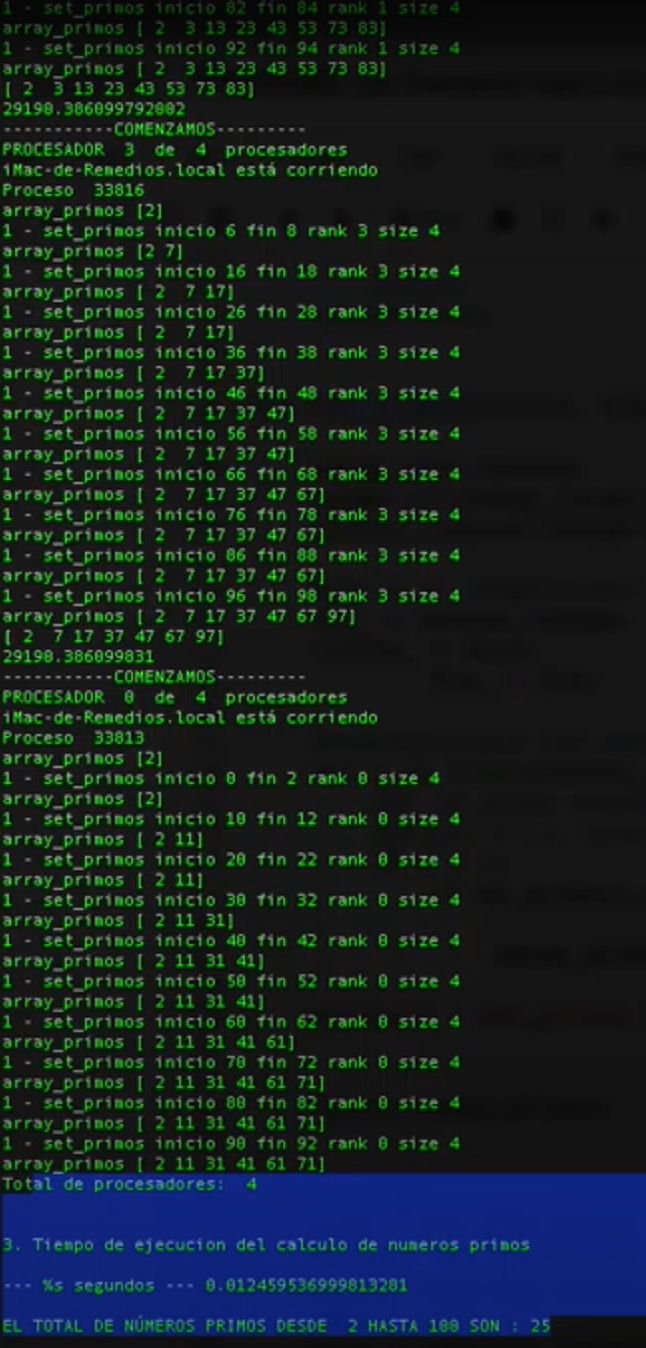 1 - set_primos inicio 82 fin 84 rank 1 size 4
array_primos [ 2  3 13 23 43 53 73 83]
1 - set_primos inicio 92 fin 94 rank 1 size 4
array_primos [ 2  3 13 23 43 53 73 83]
[ 2  3 13 23 43 53 73 83]
29190.386099792002
-----------COMENZAMOS---------
PROCESADOR  3  de  4  procesadores
iMac-de-Remedios.local está corriendo
Proceso  33816
array_primos [2]
1 - set_primos inicio 6 fin 8 rank 3 size 4
array_primos [2 7]
1 - set_primos inicio 16 fin 18 rank 3 size 4
array_primos [ 2  7 17]
1 - set_primos inicio 26 fin 28 rank 3 size 4
array_primos [ 2  7 17]
1 - set_primos inicio 36 fin 38 rank 3 size 4
array_primos [ 2  7 17 37]
1 - set_primos inicio 46 fin 48 rank 3 size 4
array_primos [ 2  7 17 37 47]
1 - set_primos inicio 56 fin 58 rank 3 size 4
array_primos [ 2  7 17 37 47]
1 - set_primos inicio 66 fin 68 rank 3 size 4
array_primos [ 2  7 17 37 47 67]
1 - set_primos inicio 76 fin 78 rank 3 size 4
array_primos [ 2  7 17 37 47 67]
1 - set_primos inicio 86 fin 88 rank 3 size 4
array_primos [ 2  7 17 37 47 67]
1 - set_primos inicio 96 fin 98 rank 3 size 4
array_primos [ 2  7 17 37 47 67 97]
[ 2  7 17 37 47 67 97]
29190.386099831
-----------COMENZAMOS---------
PROCESADOR  0  de  4  procesadores
iMac-de-Remedios.local está corriendo
Proceso  33813
array_primos [2]
1 - set_primos inicio 0 fin 2 rank 0 size 4
array_primos [2]
1 - set_primos inicio 10 fin 12 rank 0 size 4
array_primos [ 2 11]
1 - set_primos inicio 20 fin 22 rank 0 size 4
array_primos [ 2 11]
1 - set_primos inicio 30 fin 32 rank 0 size 4
array_primos [ 2 11 31]
1 - set_primos inicio 40 fin 42 rank 0 size 4
array_primos [ 2 11 31 41]
1 - set_primos inicio 50 fin 52 rank 0 size 4
array_primos [ 2 11 31 41]
1 - set_primos inicio 60 fin 62 rank 0 size 4
array_primos [ 2 11 31 41 61]
1 - set_primos inicio 70 fin 72 rank 0 size 4
array_primos [ 2 11 31 41 61 71]
1 - set_primos inicio 80 fin 82 rank 0 size 4
array_primos [ 2 11 31 41 61 71]
1 - set_primos inicio 90 fin 92 rank 0 size 4
array_primos [ 2 11 31 41 61 71]
Total de procesadores:  4
3. Tiempo de ejecucion del calculo de numeros primos
--- %s segundos --- 0.012459536999813281
EL TOTAL DE NÚMEROS PRIMOS DESDE  2 HASTA 100 SON : 25